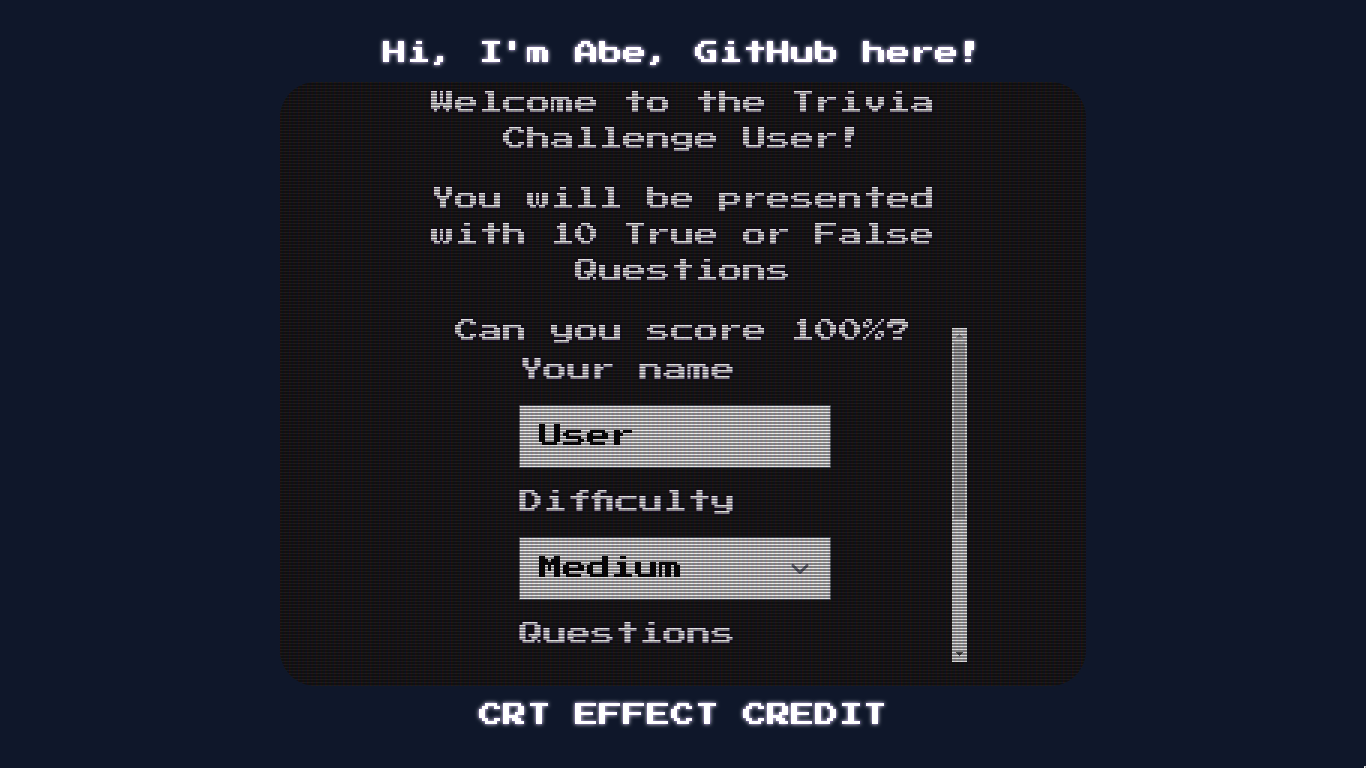 Hi, I'm Abe, GitHub here!
Welcome to the Trivia
Challenge User!
You will be presented
with 10 True or False
Questions
Can you score 100%?
Your name
User
Difficulty
Medium
Questions
CRT EFFECT CREDIT